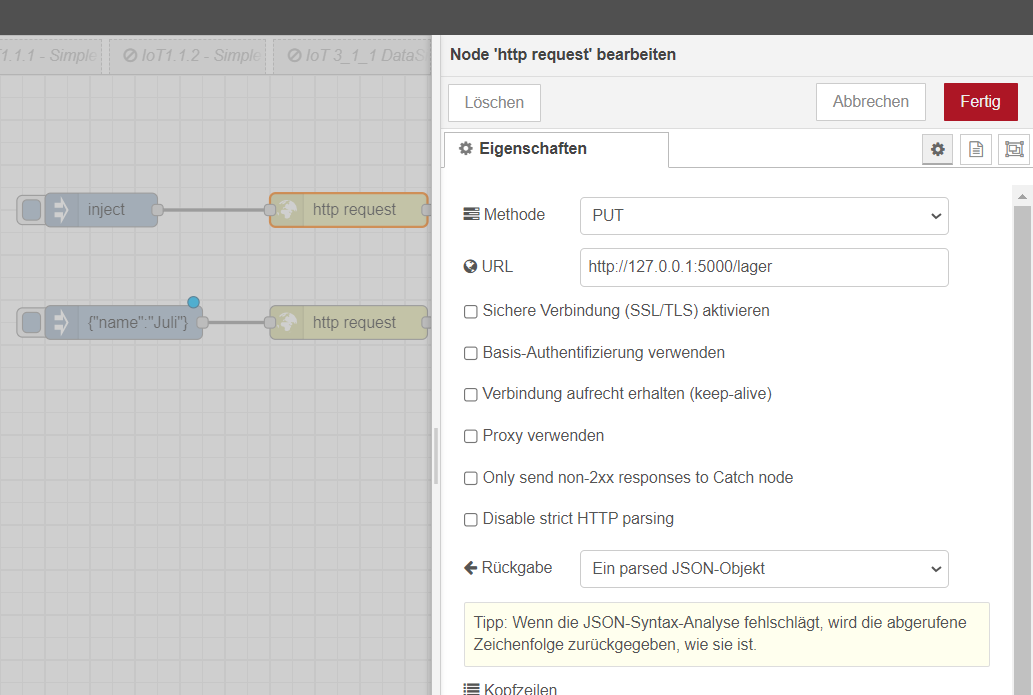 1.1.1 - Simple
IoT1.1.2 - Simple
IoT 3_1_1 DataS
Node 'http request' bearbeiten
Löschen
Abbrechen
Fertig
Eigenschaften
inject
http request
{"name":"Juli"}
http request
Methode
PUT
URL
http://127.0.0.1:5000/lager
Sichere Verbindung (SSL/TLS) aktivieren
Basis-Authentifizierung verwenden
Verbindung aufrecht erhalten (keep-alive)
Proxy verwenden
Only send non-2xx responses to Catch node
Disable strict HTTP parsing
Rückgabe
Ein parsed JSON-Objekt
Tipp: Wenn die JSON-Syntax-Analyse fehlschlägt, wird die abgerufene
Zeichenfolge zurückgegeben, wie sie ist.
Kopfzeilen